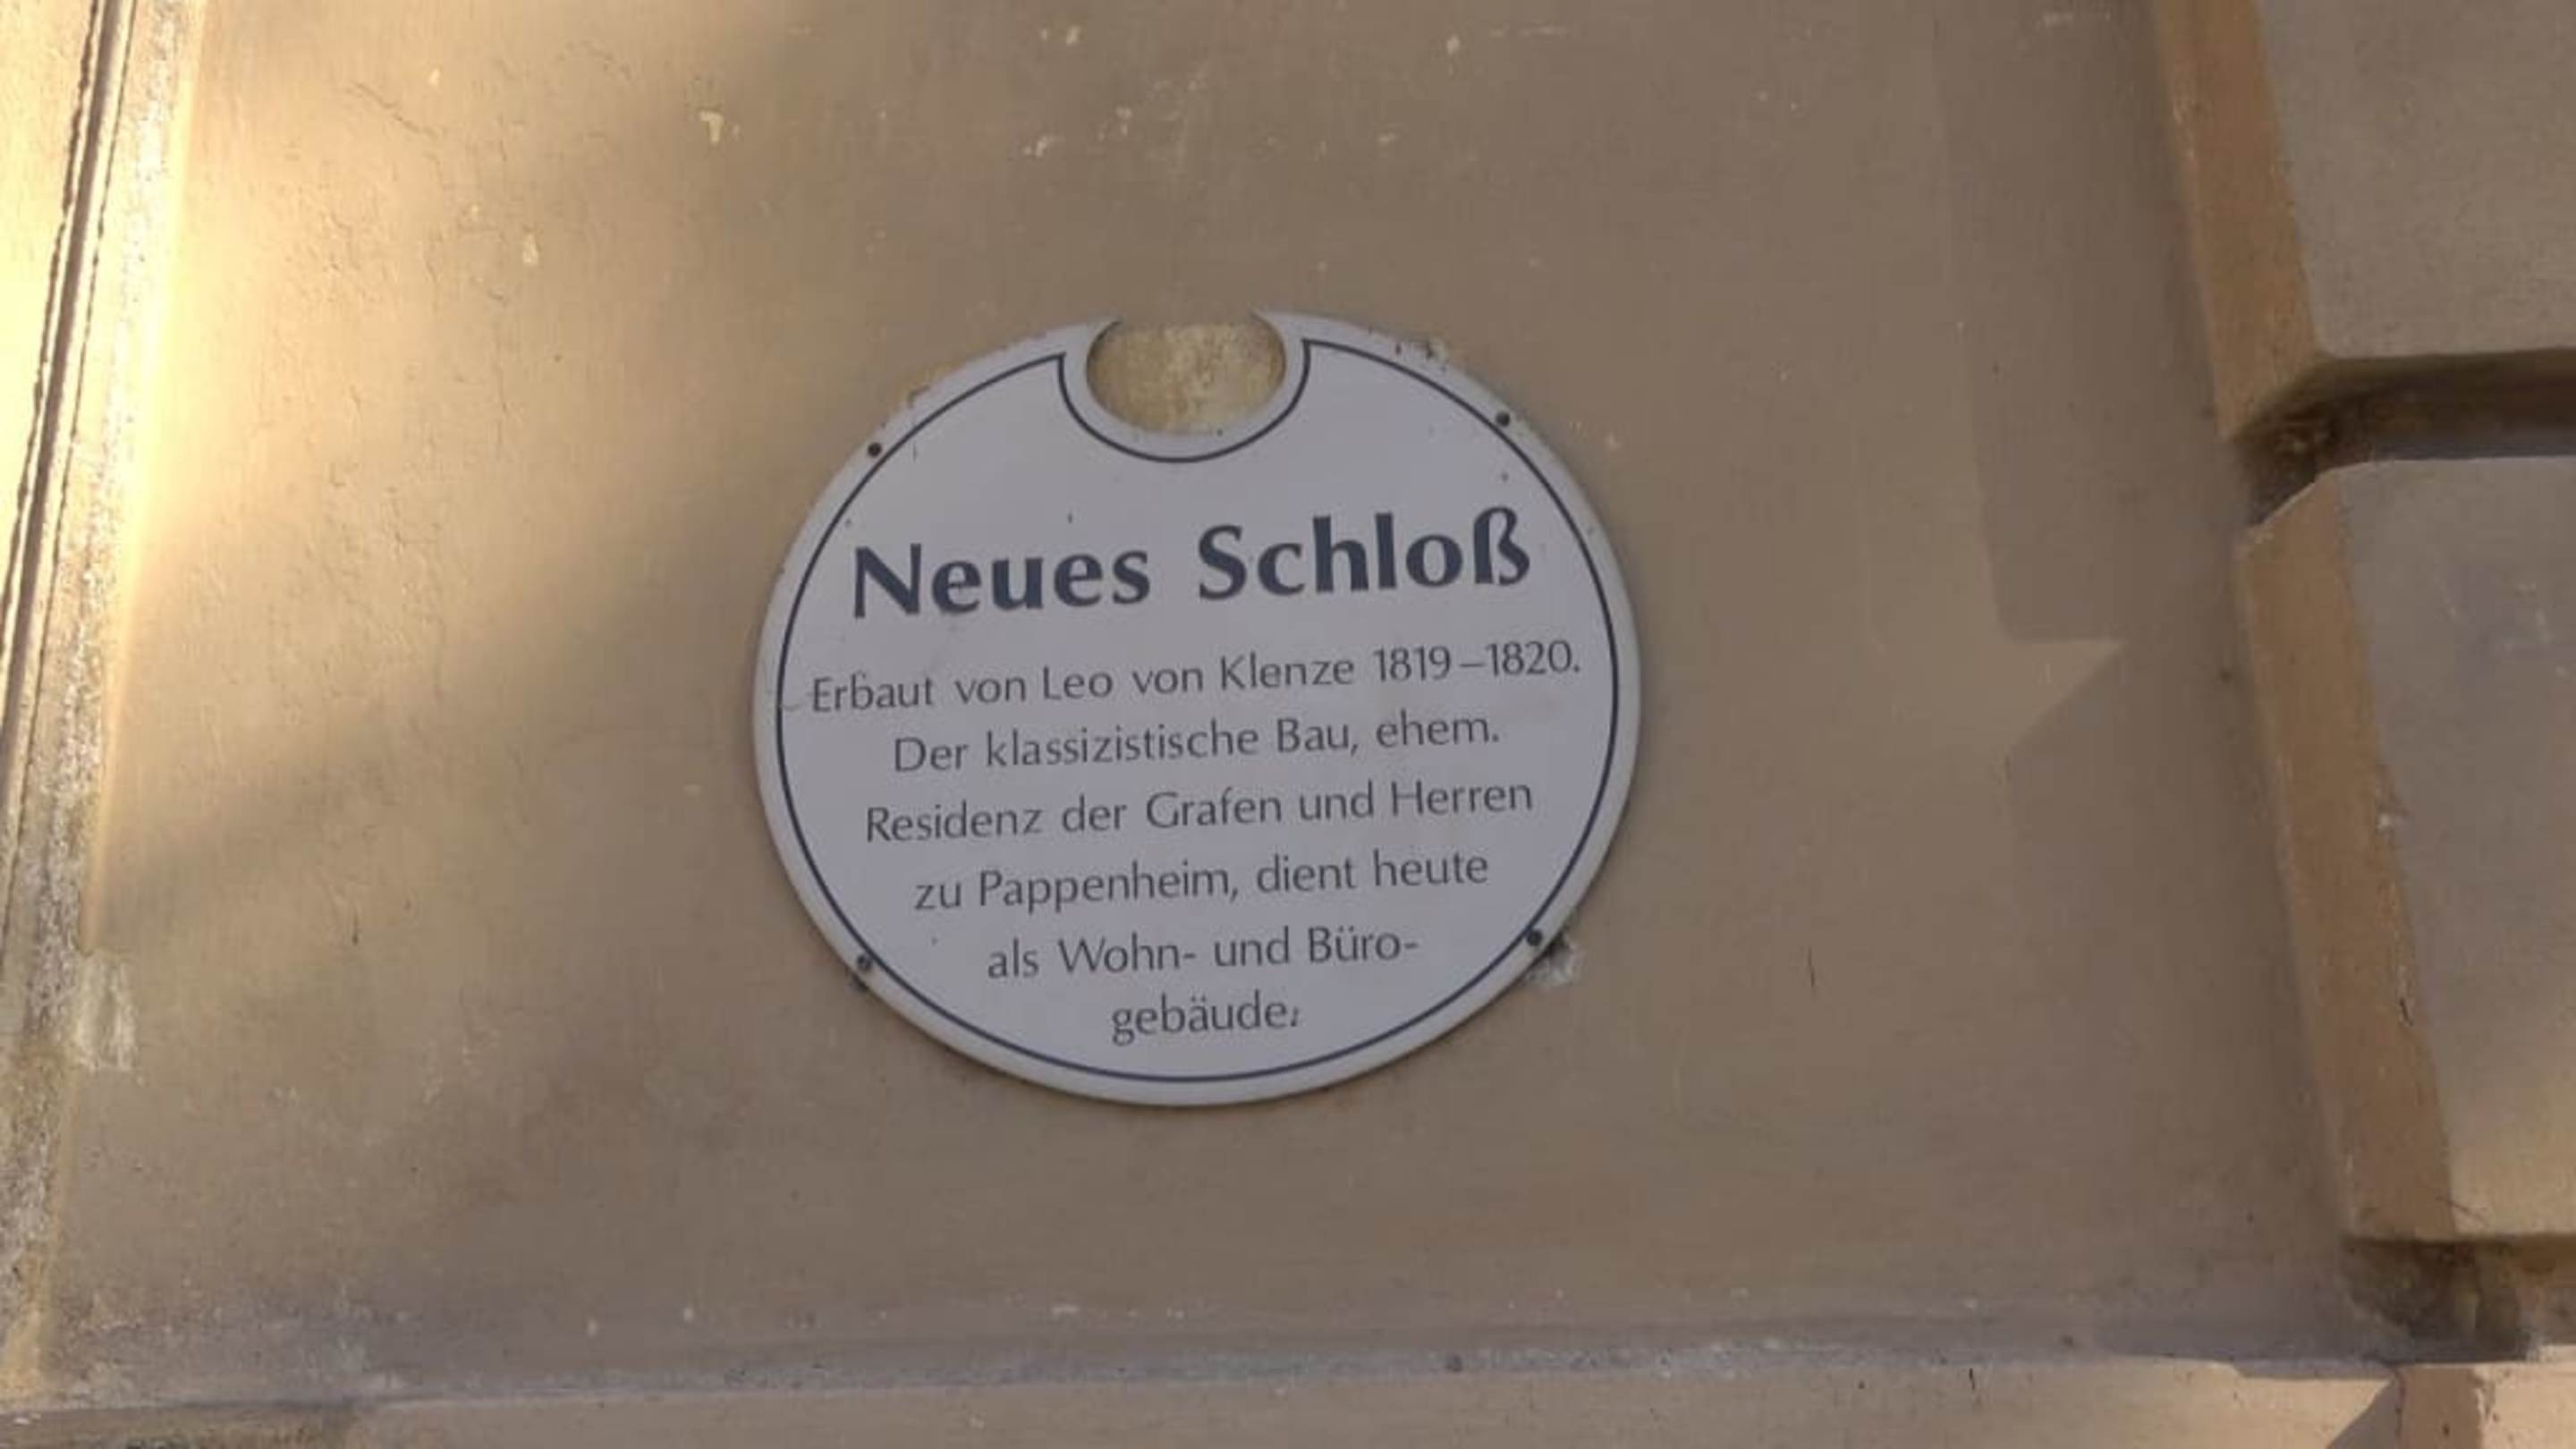 Neues Schloß
Erbaut von Leo von Klenze 1819–1820.
Der klassizistische Bau, ehem.
Residenz der Grafen und Herren
zu Pappenheim, dient heute
als Wohn- und Büro-
gebäude.